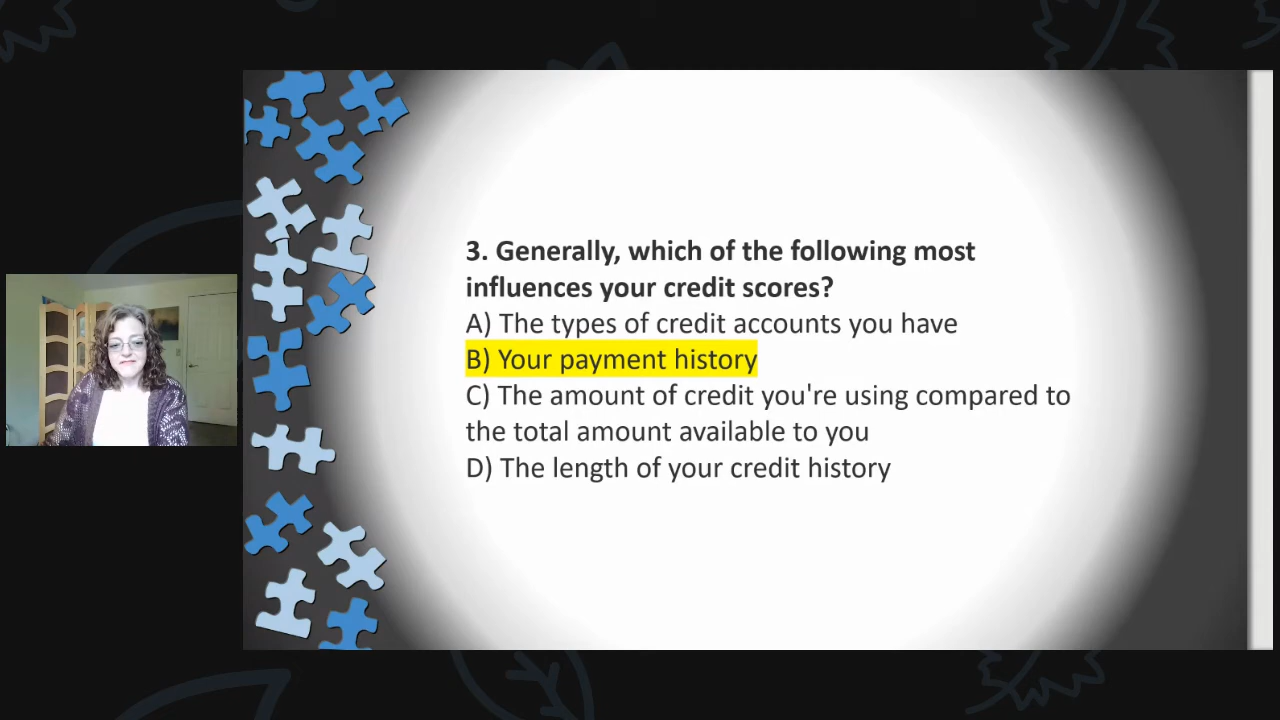 3. Generally, which of the following most
influences your credit scores?
A) The types of credit accounts you have
B) Your payment history
C) The amount of credit you're using compared to
the total amount available to you
D) The length of your credit history